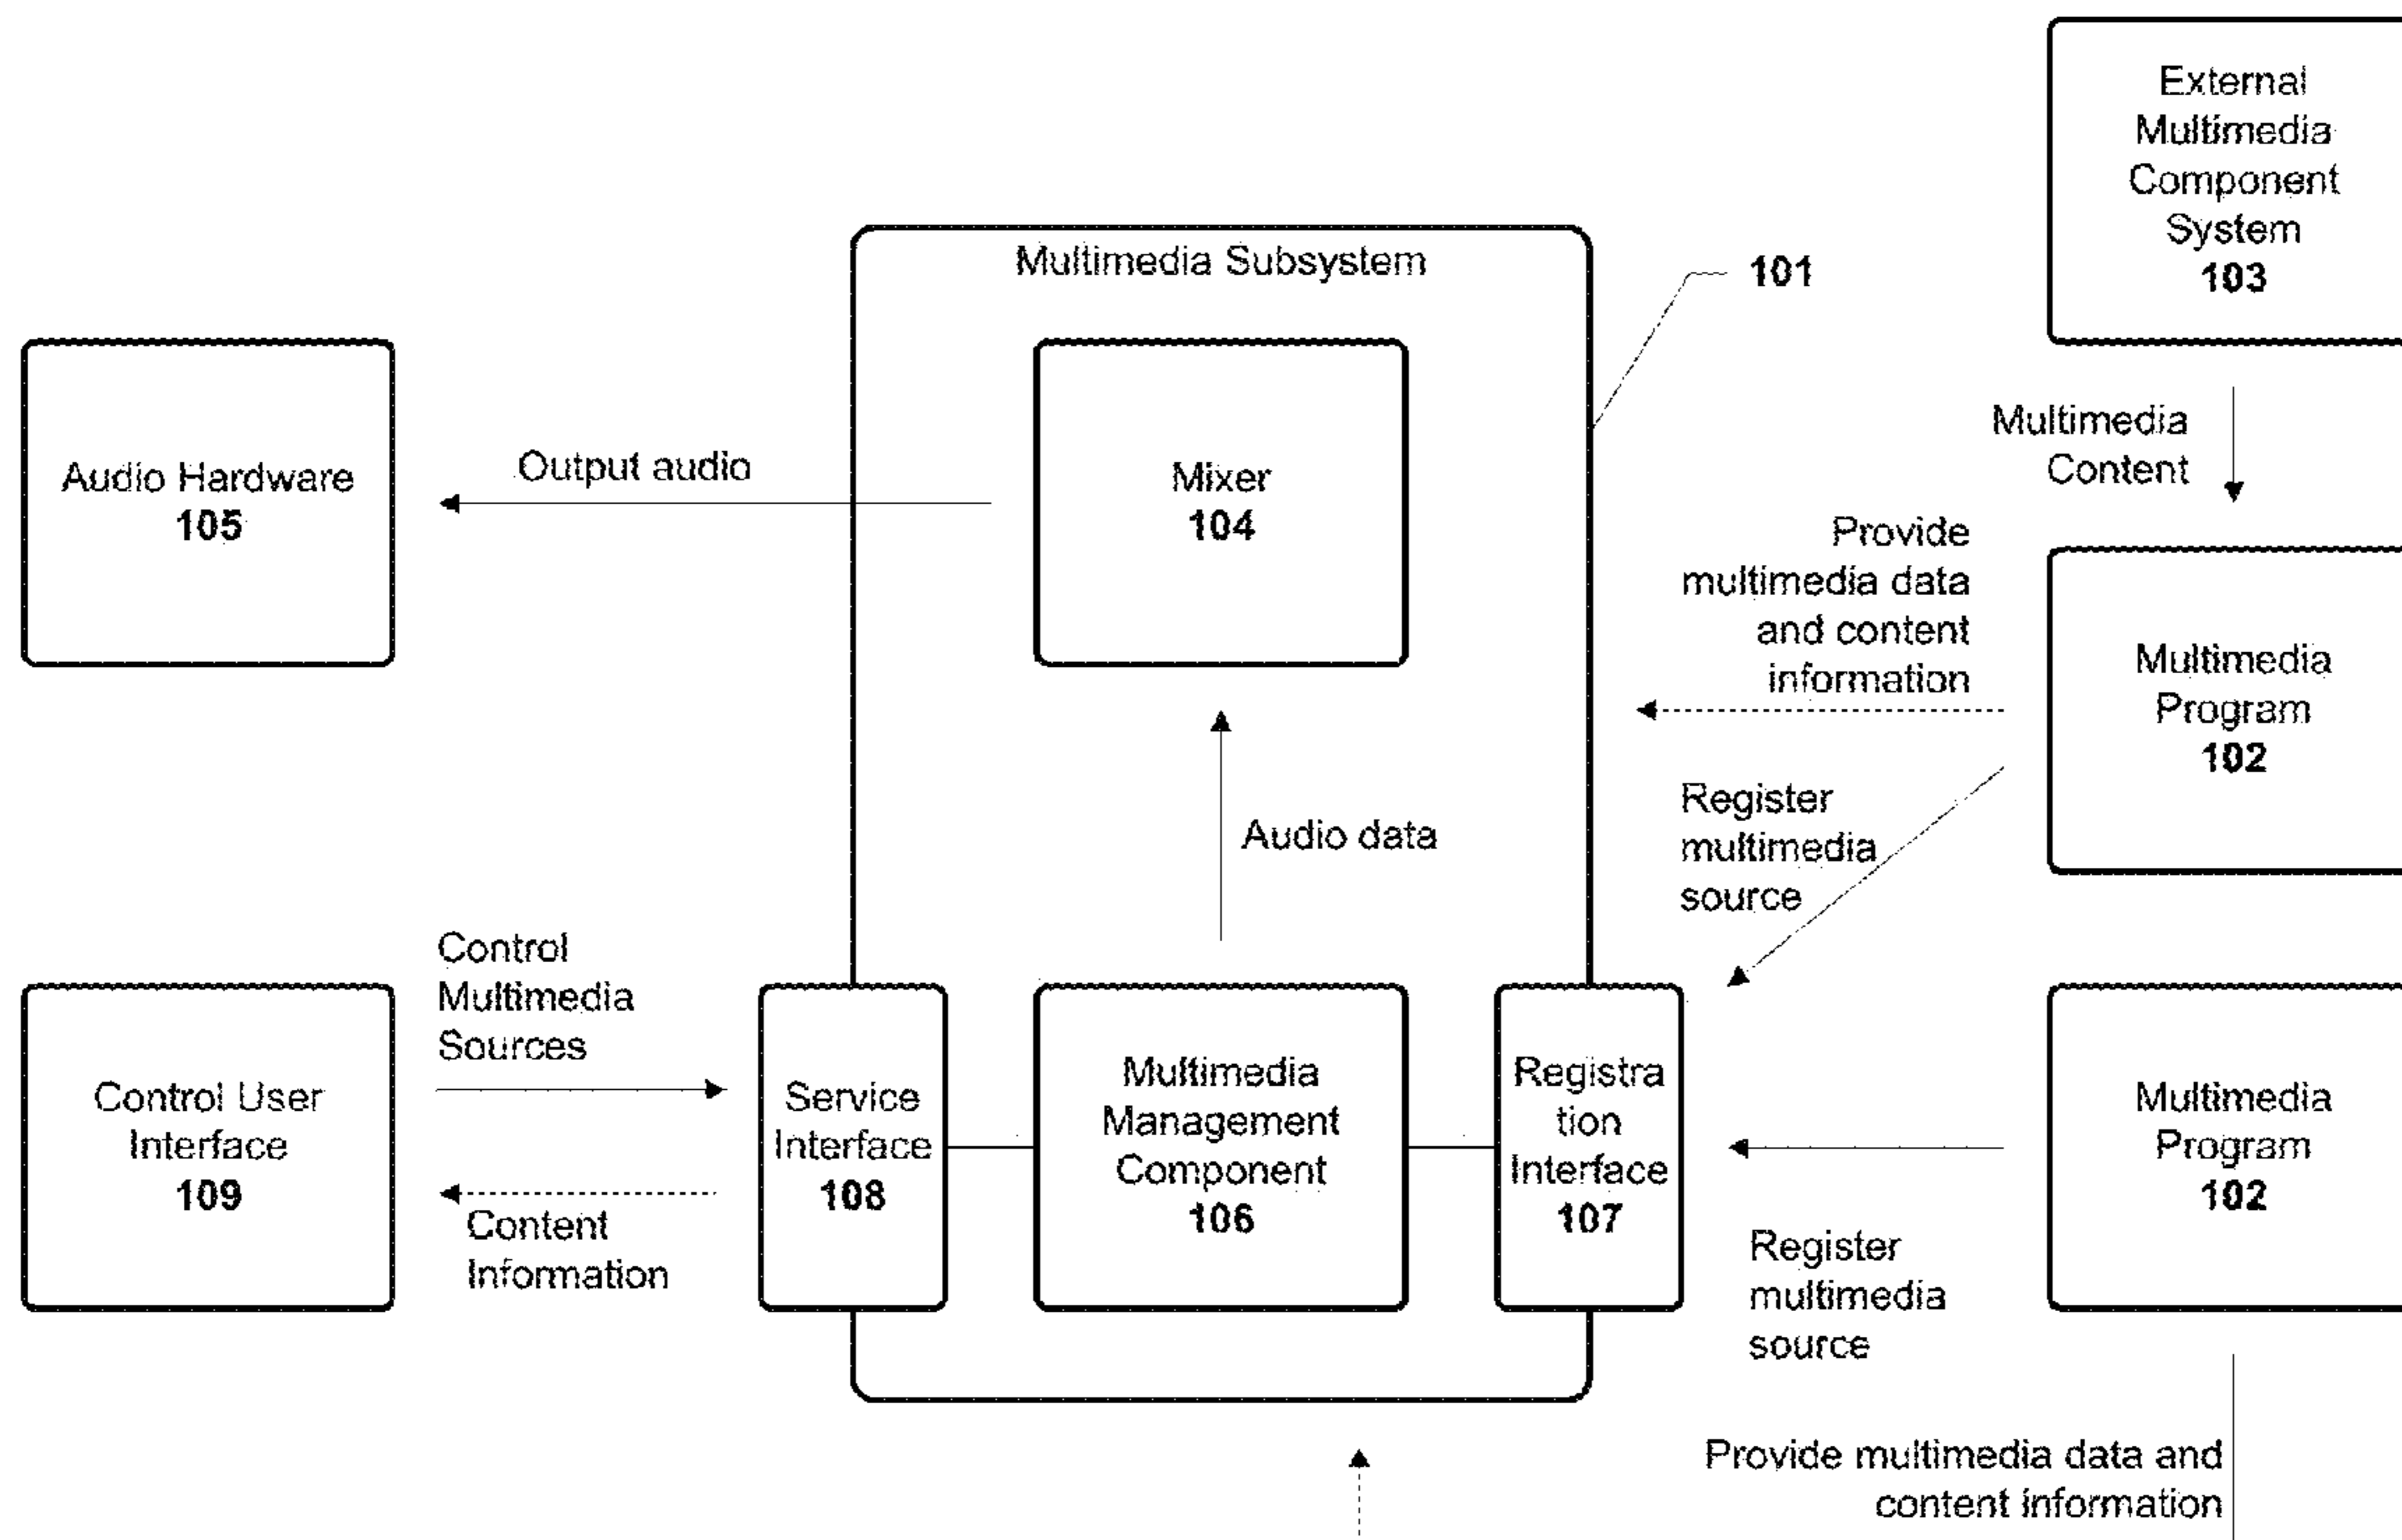 External
Multimedia
Component
System
103
Multimedia Subsystem
101
Multimedia
Content
Audio Hardware
105
Output audio
Mixer
104
Provide
multimedia data
and content
information
Multimedia
Program
102
Register
multimedia
source
Audio data
Control
Multimedia
Sources
Control User
Interface
109
Content
Information
Service
Interface
108
Multimedia
Management
Component
106
Registra
tion
Interface
107
Multimedia
Program
102
Register
multimedia
source
Provide multimedia data and
content information